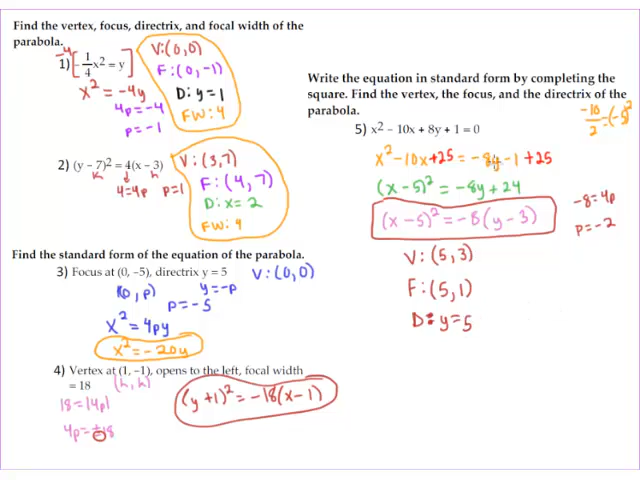 Find the vertex, focus, directrix, and focal width of the
parabola.
-4
1) [-1/4 x² = y]
x² = -4y
4p = -4
p = -1
V: (0,0)
F: (0,-1)
D: y = 1
FW: 4
2) (y – 7)² = 4(x – 3)
k h
4 = 4p p = 1
V: (3,7)
F: (4,7)
D: x = 2
FW: 4
Find the standard form of the equation of the parabola.
3) Focus at (0, –5), directrix y = 5 V: (0,0)
(0, p) y = -p
p = -5
x² = 4py
x² = -20y
4) Vertex at (1, –1), opens to the left, focal width
= 18 (h, k)
18 = |4p|
4p = ±18
(y + 1)² = -18(x - 1)
Write the equation in standard form by completing the
square. Find the vertex, the focus, and the directrix of the
parabola.
-10/2 = (-5)²
5) x² – 10x + 8y + 1 = 0
x² - 10x + 25 = -8y - 1 + 25
(x - 5)² = -8y + 24
(x - 5)² = -8(y - 3)
-8 = 4p
p = -2
V: (5, 3)
F: (5, 1)
D: y = 5